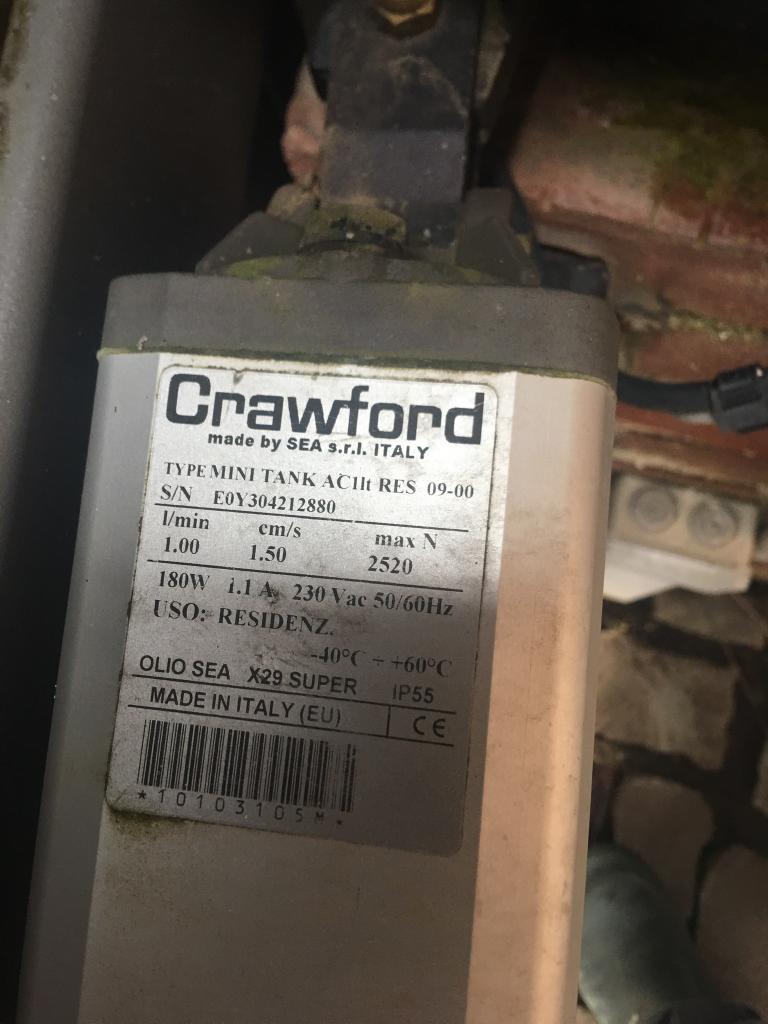 Crawford
made by SEA s.r.l. ITALY
TYPE MINI TANK AC1lt RES 09-00
S/N E0Y304212880
l/min cm/s max N
1.00 1.50 2520
180W 1.1 A 230 Vac 50/60Hz
USO: RESIDENZ.
-40°C ÷ +60°C
OLIO SEA X29 SUPER IP55
MADE IN ITALY (EU) CE
*10103105M*